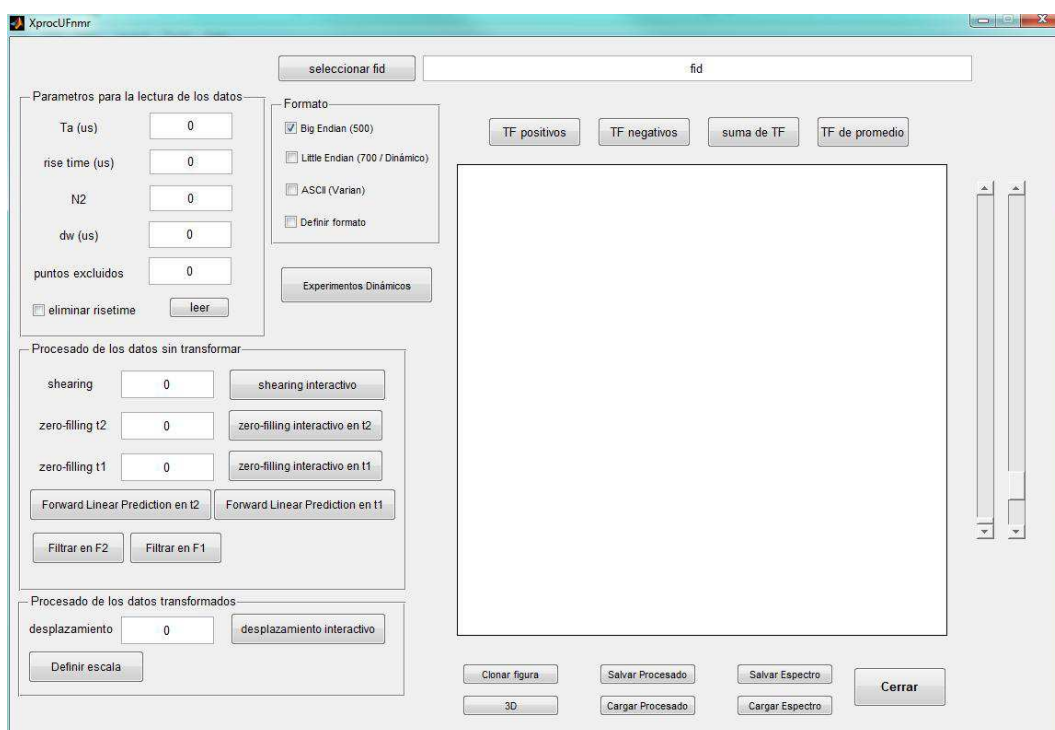 XprocUFnmr
seleccionar fid
fid
Parametros para la lectura de los datos
Ta (us)
0
rise time (us)
0
N2
0
dw (us)
0
puntos excluidos
0
eliminar risetime
leer
Formato
Big Endian (500)
Little Endian (700 / Dinámico)
ASCII (Varian)
Definir formato
Experimentos Dinámicos
TF positivos
TF negativos
suma de TF
TF de promedio
Procesado de los datos sin transformar
shearing
0
shearing interactivo
zero-filling t2
0
zero-filling interactivo en t2
zero-filling t1
0
zero-filling interactivo en t1
Forward Linear Prediction en t2
Forward Linear Prediction en t1
Filtrar en F2
Filtrar en F1
Procesado de los datos transformados
desplazamiento
0
desplazamiento interactivo
Definir escala
Clonar figura
Salvar Procesado
Salvar Espectro
Cerrar
3D
Cargar Procesado
Cargar Espectro